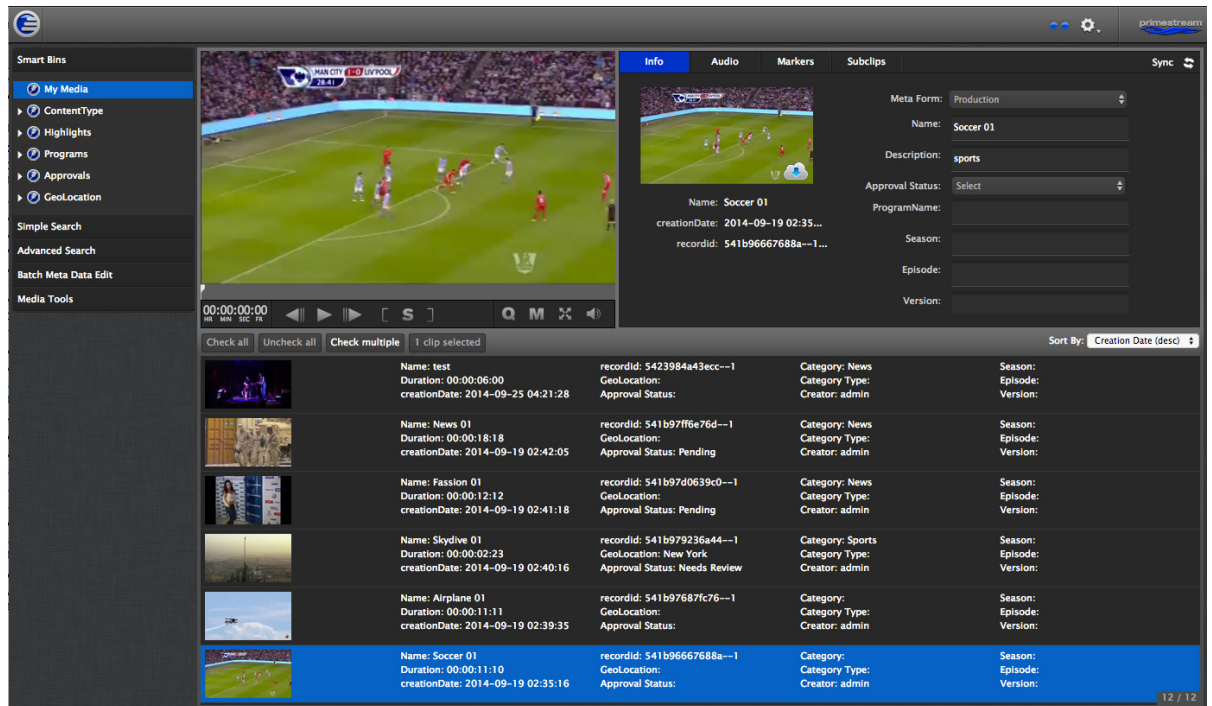 primestream
Smart Bins
My Media
ContentType
Highlights
Programs
Approvals
GeoLocation
Simple Search
Advanced Search
Batch Meta Data Edit
Media Tools
MAN CITY 1-0 LIV'POOL
28:41
00:00:00:00
HR MIN SEC FR
[ S ]
Q M
Info Audio Markers Subclips Sync
Name: Soccer 01
creationDate: 2014-09-19 02:35...
recordid: 541b96667688a--1...
Meta Form: Production
Name: Soccer 01
Description: sports
Approval Status: Select
ProgramName:
Season:
Episode:
Version:
Check all Uncheck all Check multiple 1 clip selected Sort By: Creation Date (desc)
Name: test recordid: 5423984a43ecc--1 Category: News Season:
Duration: 00:00:06:00 GeoLocation: Category Type: Episode:
creationDate: 2014-09-25 04:21:28 Approval Status: Creator: admin Version:
Name: News 01 recordid: 541b97ff6e76d--1 Category: News Season:
Duration: 00:00:18:18 GeoLocation: Category Type: Episode:
creationDate: 2014-09-19 02:42:05 Approval Status: Pending Creator: admin Version:
Name: Fassion 01 recordid: 541b97d0639c0--1 Category: News Season:
Duration: 00:00:12:12 GeoLocation: Category Type: Episode:
creationDate: 2014-09-19 02:41:18 Approval Status: Pending Creator: admin Version:
Name: Skydive 01 recordid: 541b979236a44--1 Category: Sports Season:
Duration: 00:00:02:23 GeoLocation: New York Category Type: Episode:
creationDate: 2014-09-19 02:40:16 Approval Status: Needs Review Creator: admin Version:
Name: Airplane 01 recordid: 541b97687fc76--1 Category: Season:
Duration: 00:00:11:11 GeoLocation: Category Type: Episode:
creationDate: 2014-09-19 02:39:35 Approval Status: Creator: admin Version:
Name: Soccer 01 recordid: 541b96667688a--1 Category: Season:
Duration: 00:00:11:10 GeoLocation: Category Type: Episode:
creationDate: 2014-09-19 02:35:16 Approval Status: Creator: admin Version:
12 / 12